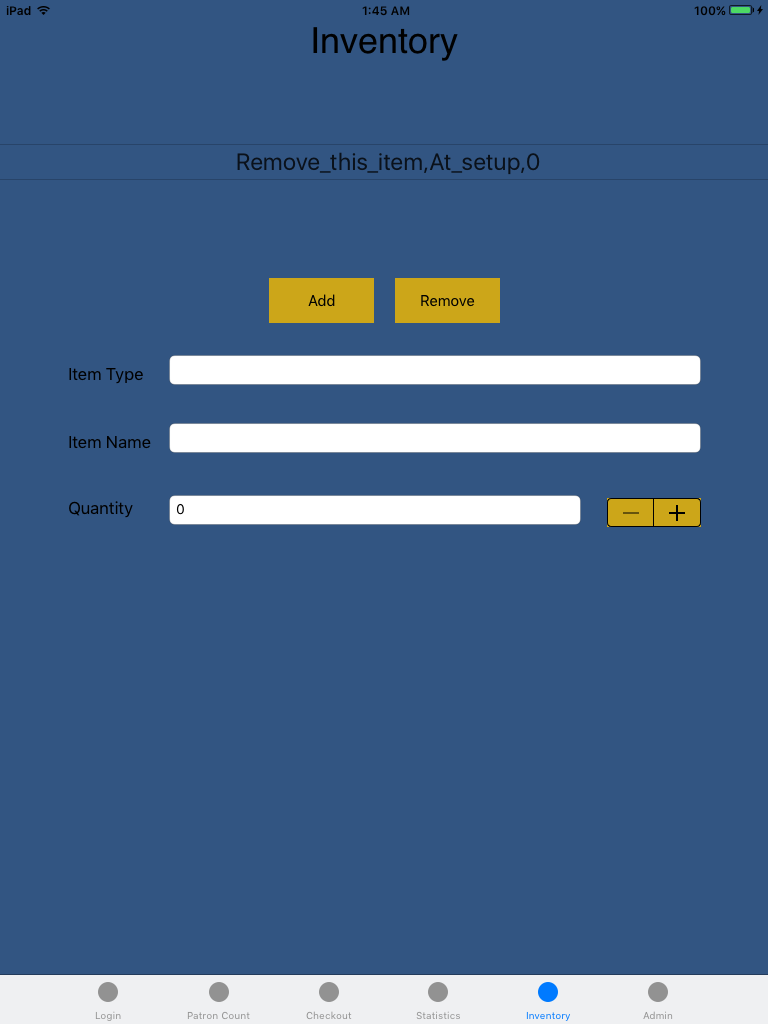 iPad 1:45 AM 100%
Inventory
Remove_this_item,At_setup,0
Add Remove
Item Type
Item Name
Quantity 0
Login Patron Count Checkout Statistics Inventory Admin